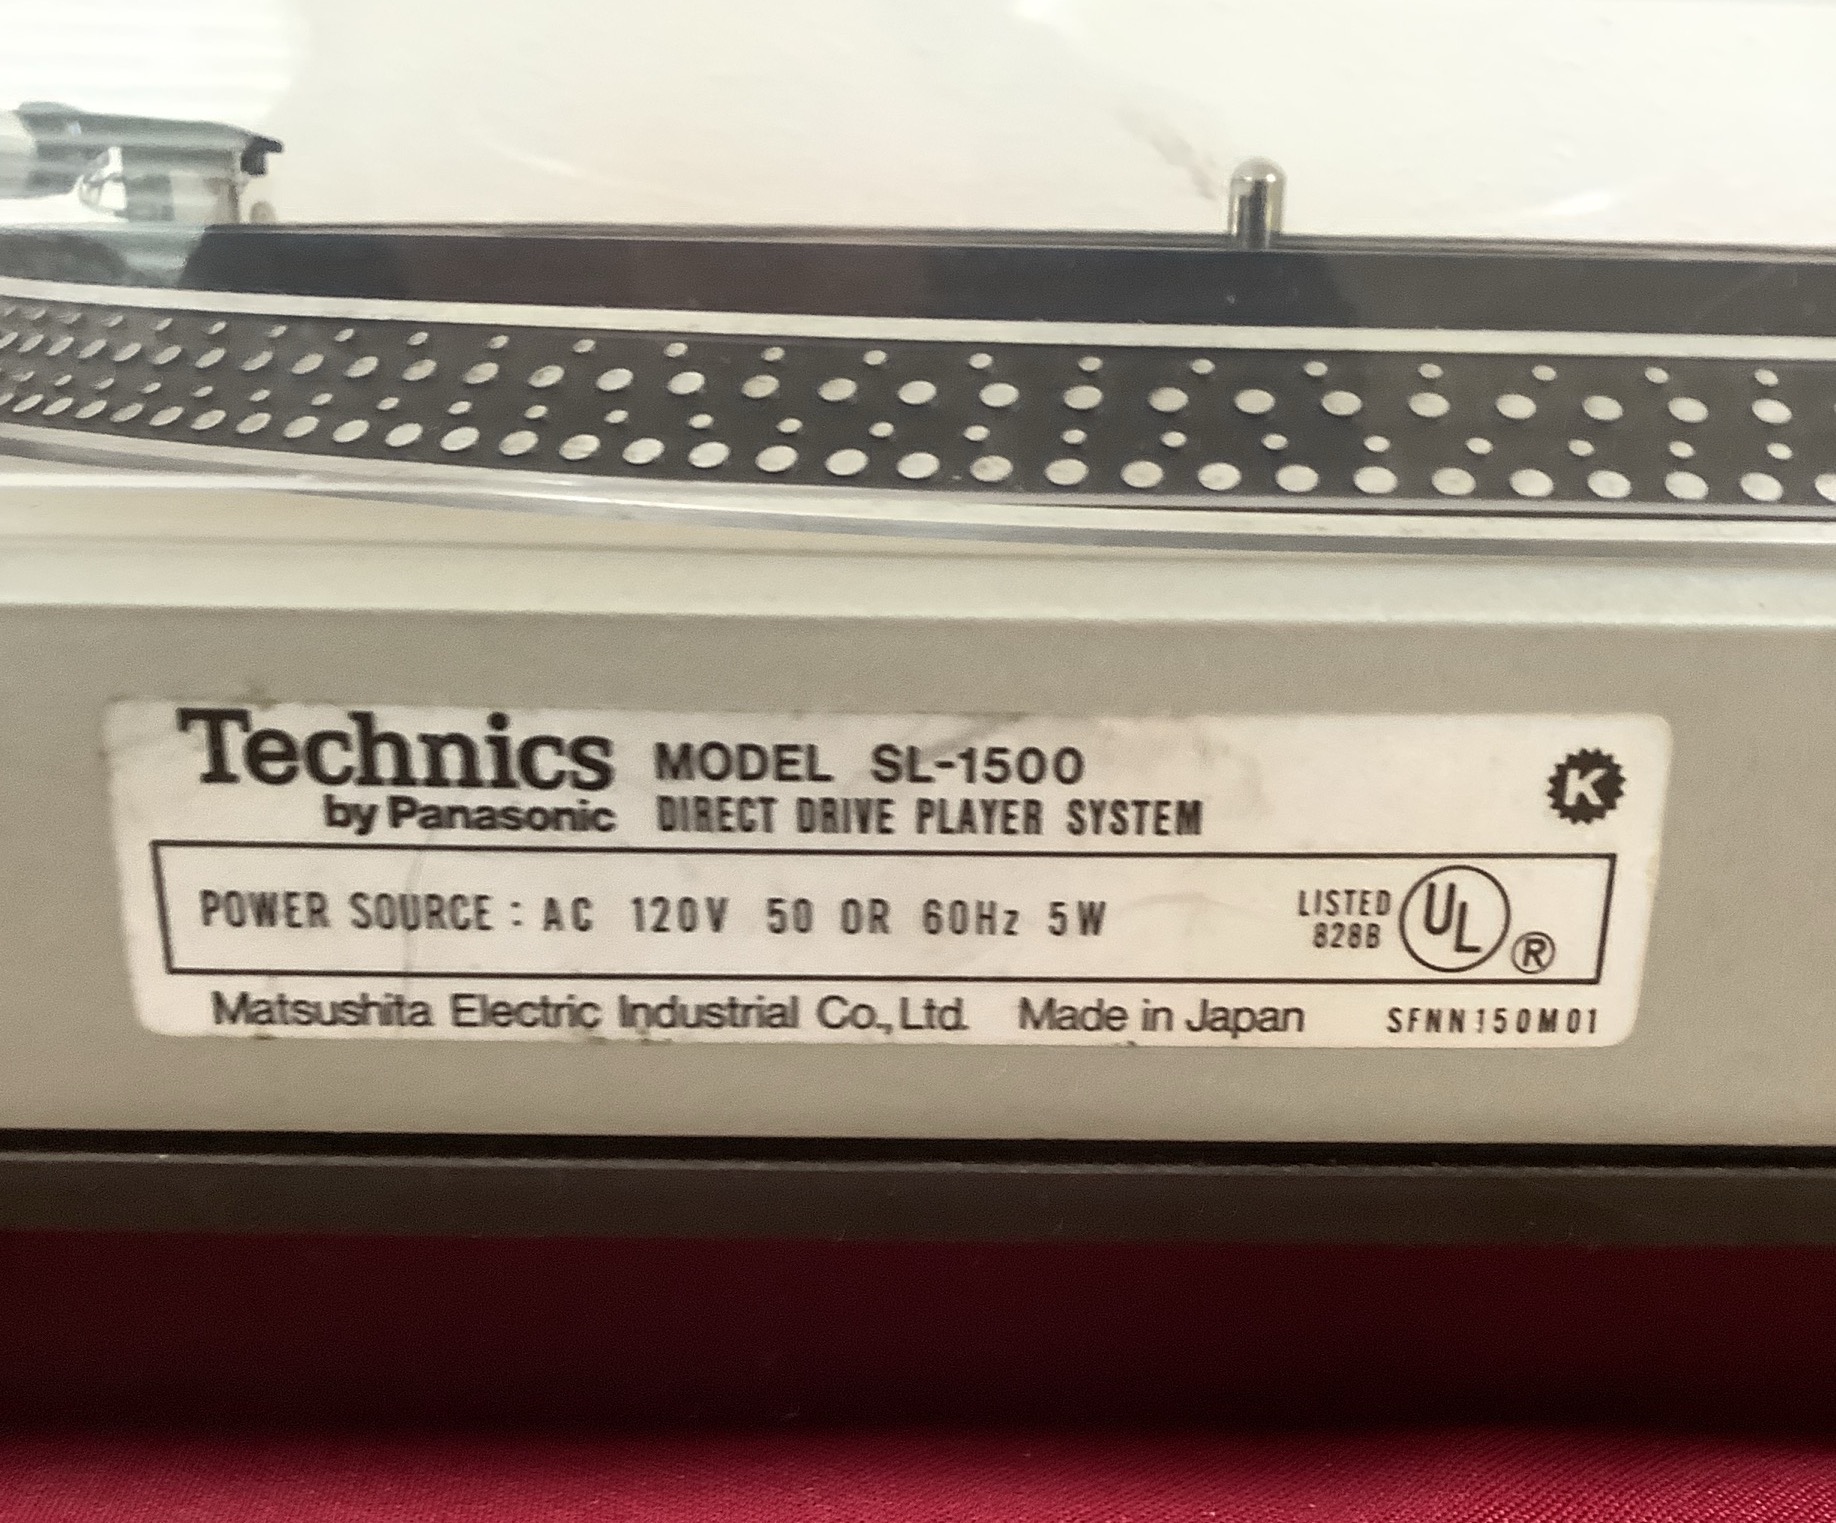 Technics MODEL SL-1500
by Panasonic DIRECT DRIVE PLAYER SYSTEM
K
POWER SOURCE : AC 120V 50 OR 60Hz 5W
LISTED
828B
UL ®
Matsushita Electric Industrial Co., Ltd. Made in Japan SFNN150M01